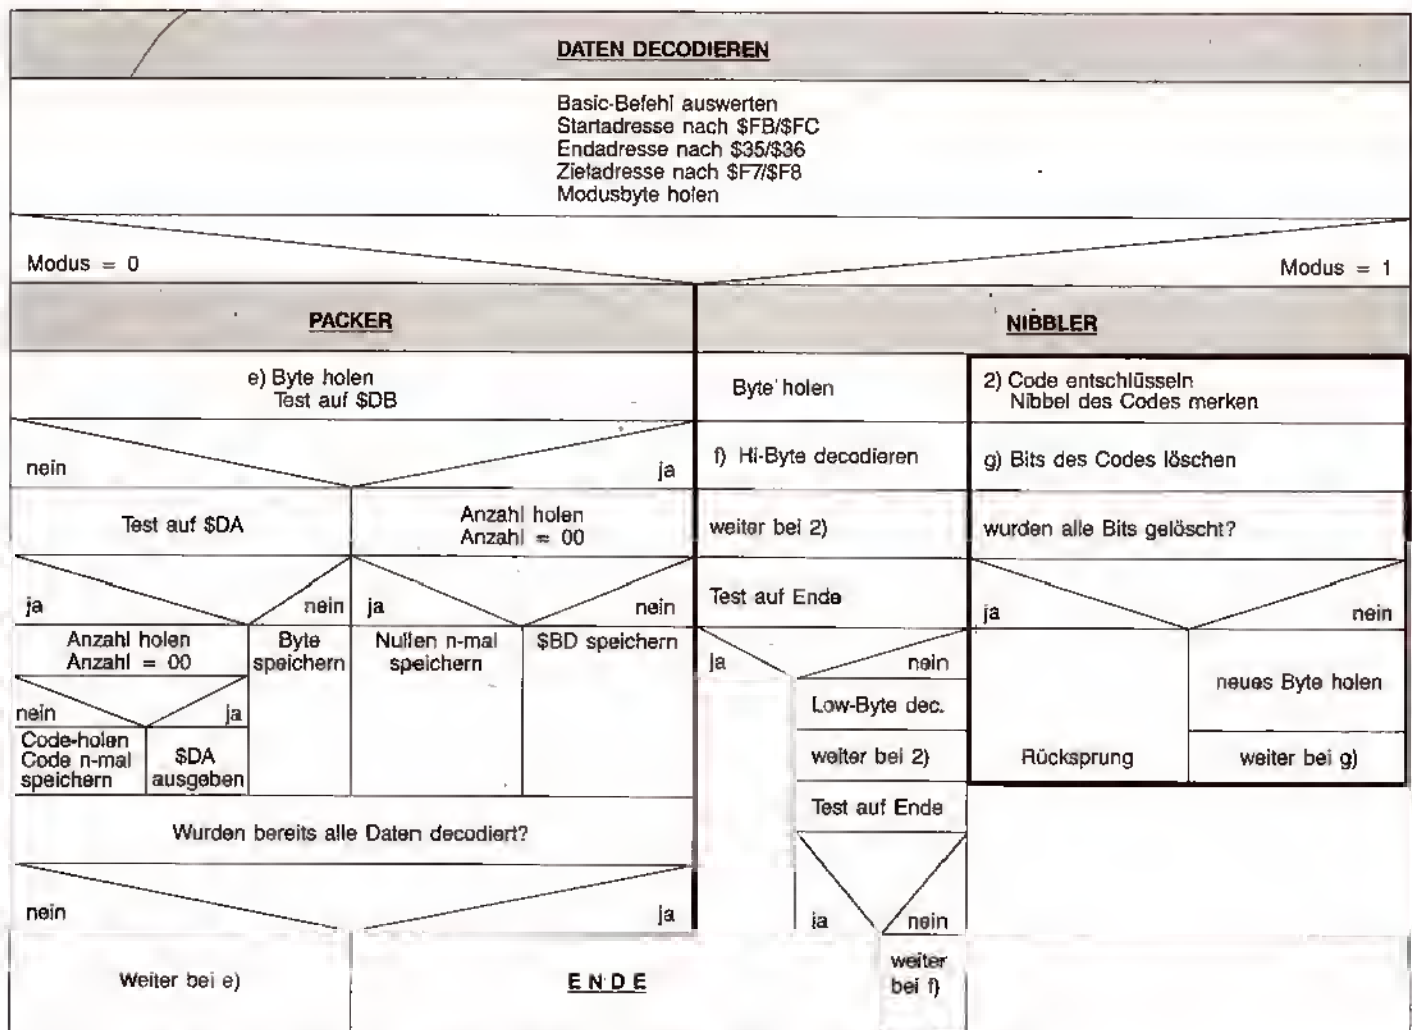 DATEN DECODIEREN
Basic-Befehl auswerten
Startadresse nach $FB/$FC
Endadresse nach $35/$36
Zieladresse nach $F7/$F8
Modusbyte holen
Modus = 0
Modus = 1
PACKER
e) Byte holen
Test auf $DB
nein
ja
Test auf $DA
Anzahl holen
Anzahl = 00
ja
nein
ja
nein
Anzahl holen
Anzahl = 00
Byte
speichern
Nullen n-mal
speichern
$BD speichern
nein
ja
Code-holen
Code n-mal
speichern
$DA
ausgeben
Wurden bereits alle Daten decodiert?
nein
ja
Weiter bei e)
ENDE
NIBBLER
Byte holen
f) Hi-Byte decodieren
weiter bei 2)
Test auf Ende
ja
nein
Low-Byte dec.
weiter bei 2)
Test auf Ende
ja
nein
weiter
bei f)
2) Code entschlüsseln
Nibbel des Codes merken
g) Bits des Codes löschen
wurden alle Bits gelöscht?
ja
nein
neues Byte holen
Rücksprung
weiter bei g)